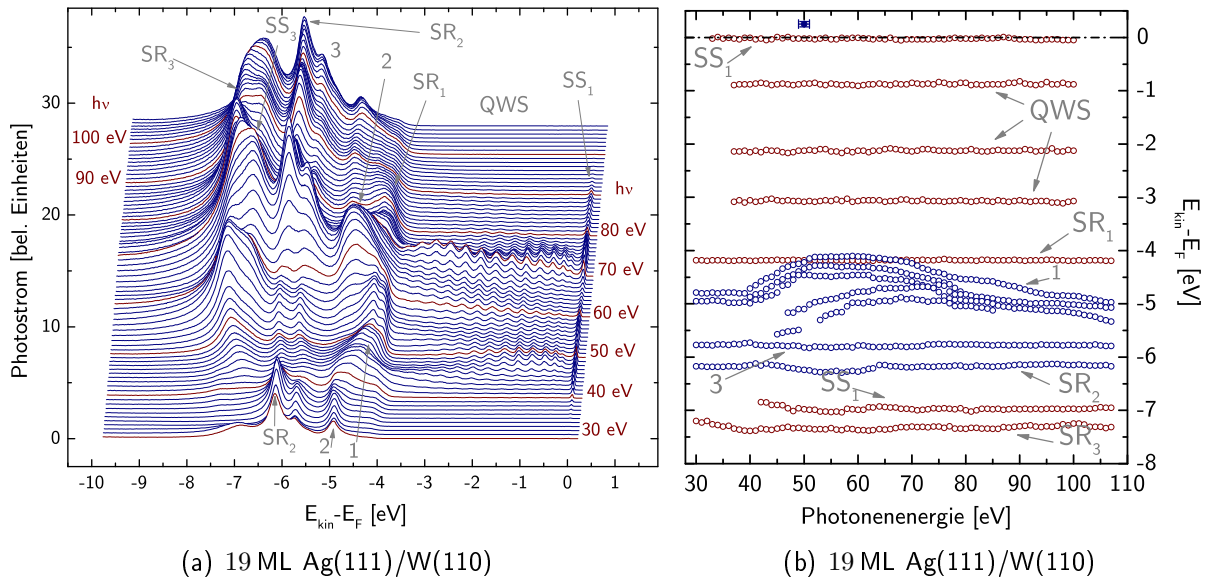 SS3
SR3
SR2
3
2
SR1
QWS
SS1
hν
100 eV
90 eV
hν
80 eV
70 eV
60 eV
50 eV
40 eV
30 eV
SR2
2
1
30
20
10
0
Photostrom [bel. Einheiten]
-10 -9 -8 -7 -6 -5 -4 -3 -2 -1 0 1
Ekin-EF [eV]
(a) 19 ML Ag(111)/W(110)
SS1
QWS
SR1
1
3
SS1
SR2
SR3
0
-1
-2
-3
-4
-5
-6
-7
-8
Ekin-EF [eV]
30 40 50 60 70 80 90 100 110
Photonenenergie [eV]
(b) 19 ML Ag(111)/W(110)